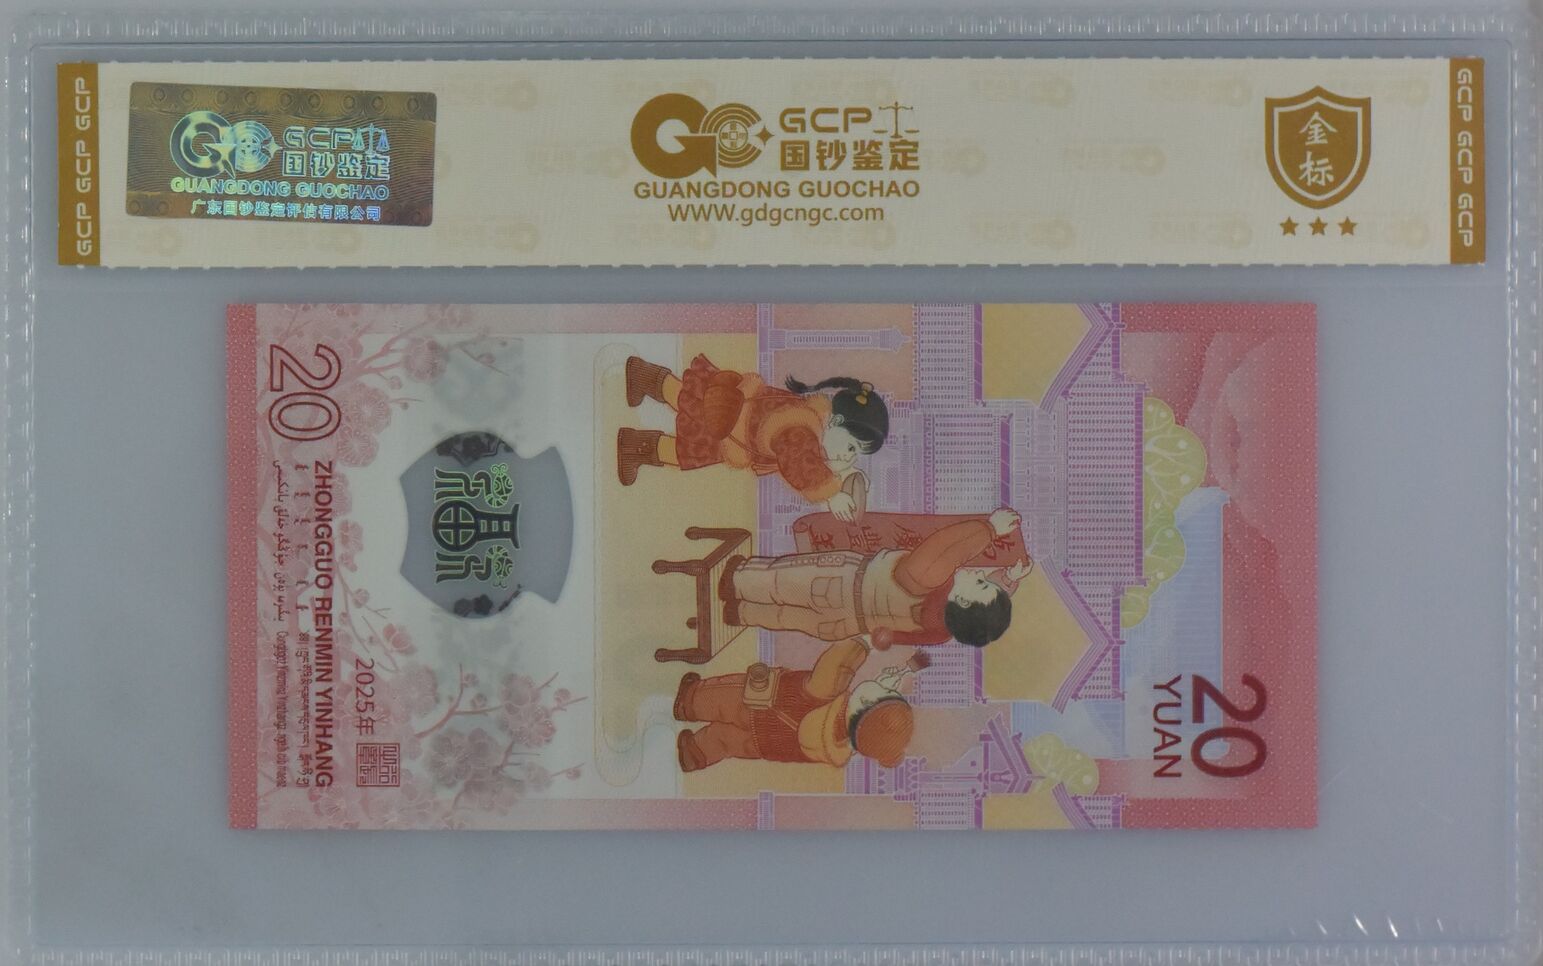 GCP GCP GCP
GCP
国钞鉴定
GUANGDONG GUOCHAO
广东国钞鉴定评估有限公司
GCP
国钞鉴定
GUANGDONG GUOCHAO
WWW.gdgcngc.com
金
标
GCP GCP GCP
20
ZHONGGUO RENMIN YINHANG
2025年
20
YUAN